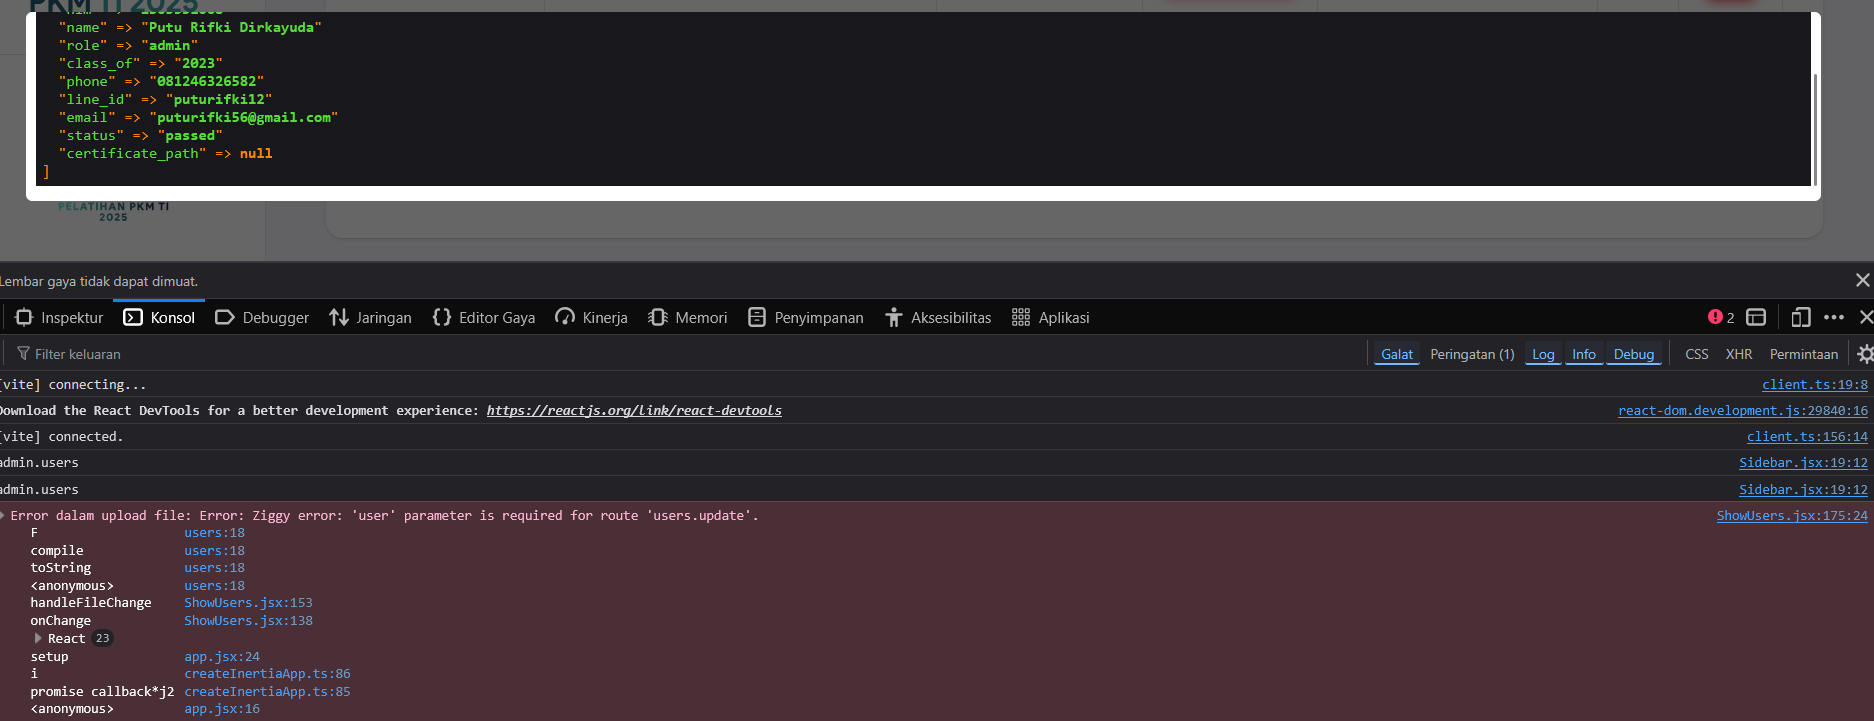 PKM TI 2025
"name" => "Putu Rifki Dirkayuda"
"role" => "admin"
"class_of" => "2023"
"phone" => "081246326582"
"line_id" => "puturifki12"
"email" => "puturifki56@gmail.com"
"status" => "passed"
"certificate_path" => null
]
PELATIHAN PKM TI
2025
Lembar gaya tidak dapat dimuat.
Inspektur Konsol Debugger Jaringan Editor Gaya Kinerja Memori Penyimpanan Aksesibilitas Aplikasi 2
Filter keluaran Galat Peringatan (1) Log Info Debug CSS XHR Permintaan
[vite] connecting... client.ts:19:8
Download the React DevTools for a better development experience: https://reactjs.org/link/react-devtools react-dom.development.js:29840:16
[vite] connected. client.ts:156:14
admin.users Sidebar.jsx:19:12
admin.users Sidebar.jsx:19:12
Error dalam upload file: Error: Ziggy error: 'user' parameter is required for route 'users.update'. ShowUsers.jsx:175:24
F users:18
compile users:18
toString users:18
<anonymous> users:18
handleFileChange ShowUsers.jsx:153
onChange ShowUsers.jsx:138
React 23
setup app.jsx:24
i createInertiaApp.ts:86
promise callback*j2 createInertiaApp.ts:85
<anonymous> app.jsx:16